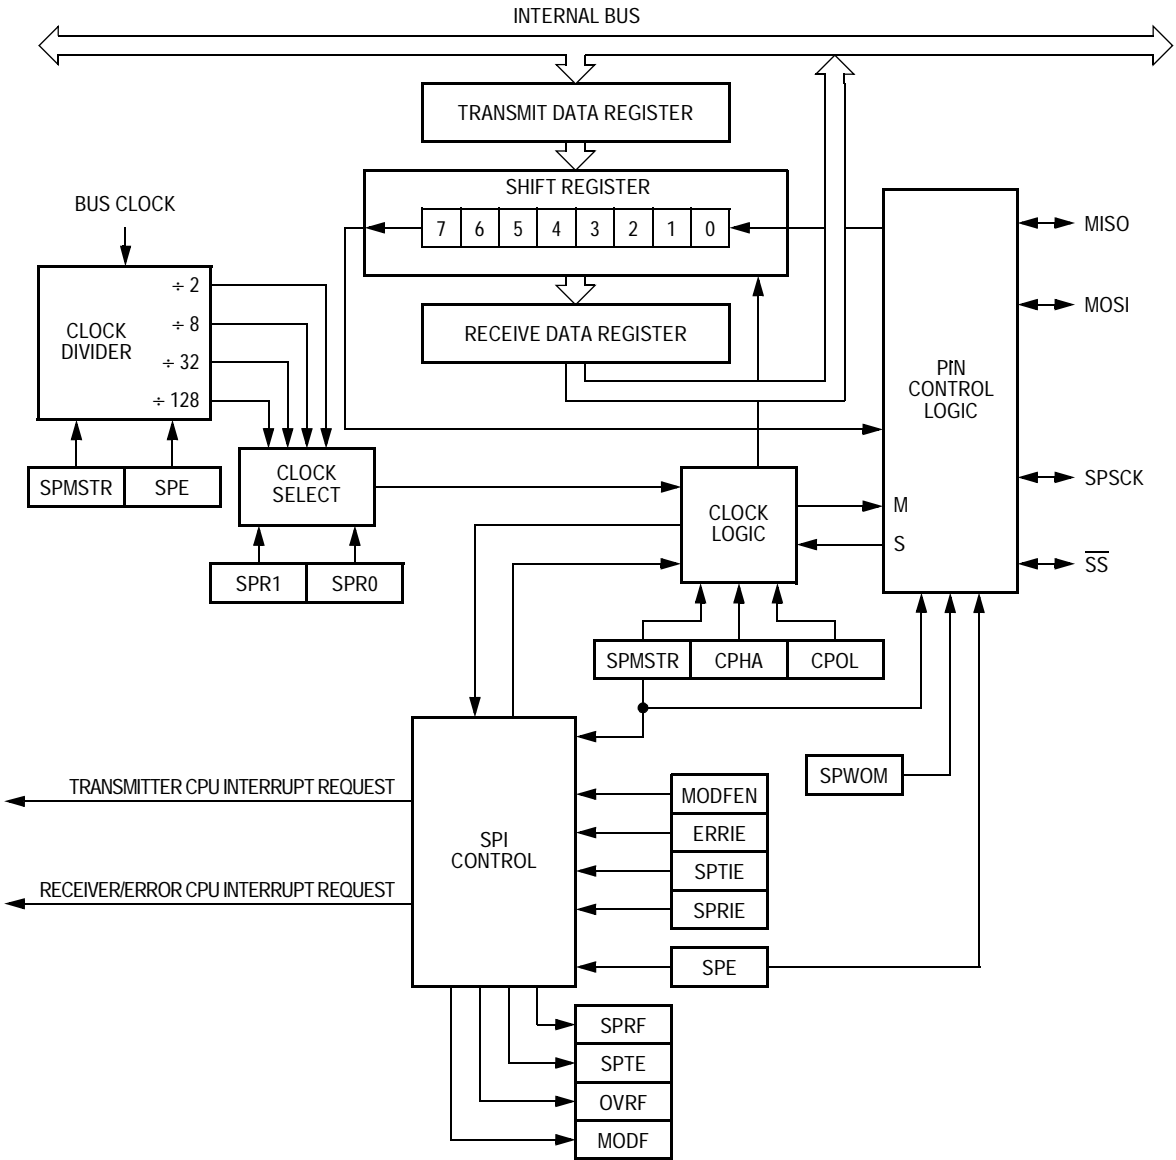 INTERNAL BUS
TRANSMIT DATA REGISTER
SHIFT REGISTER
7 6 5 4 3 2 1 0
RECEIVE DATA REGISTER
BUS CLOCK
CLOCK
DIVIDER
÷ 2
÷ 8
÷ 32
÷ 128
SPMSTR SPE
CLOCK
SELECT
SPR1 SPR0
CLOCK
LOGIC
SPMSTR CPHA CPOL
PIN
CONTROL
LOGIC
M
S
MISO
MOSI
SPSCK
SS
SPWOM
TRANSMITTER CPU INTERRUPT REQUEST
RECEIVER/ERROR CPU INTERRUPT REQUEST
SPI
CONTROL
MODFEN
ERRIE
SPTIE
SPRIE
SPE
SPRF
SPTE
OVRF
MODF